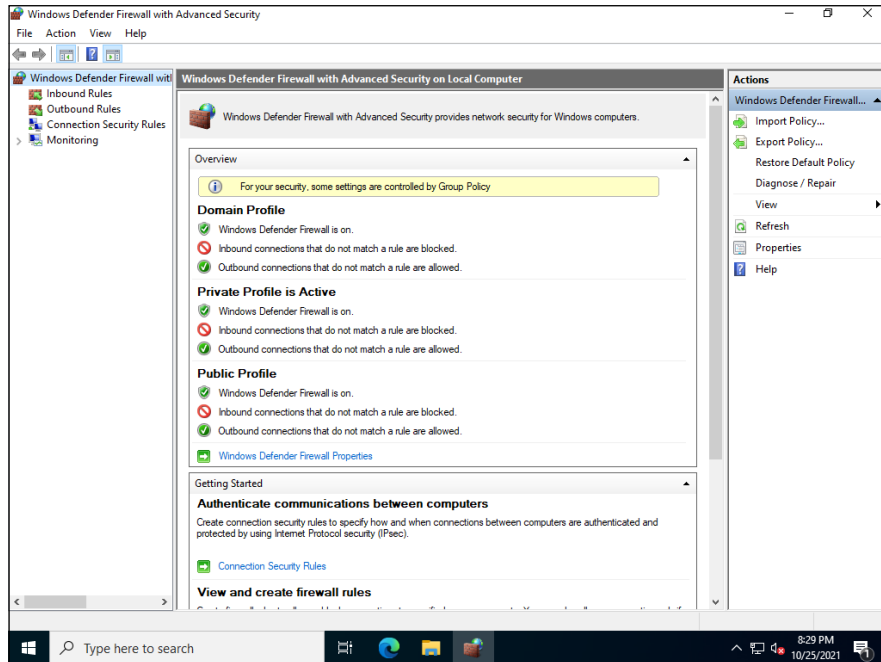 Windows Defender Firewall with Advanced Security
File Action View Help
Windows Defender Firewall with
Inbound Rules
Outbound Rules
Connection Security Rules
Monitoring
Windows Defender Firewall with Advanced Security on Local Computer
Windows Defender Firewall with Advanced Security provides network security for Windows computers.
Overview
For your security, some settings are controlled by Group Policy
Domain Profile
Windows Defender Firewall is on.
Inbound connections that do not match a rule are blocked.
Outbound connections that do not match a rule are allowed.
Private Profile is Active
Windows Defender Firewall is on.
Inbound connections that do not match a rule are blocked.
Outbound connections that do not match a rule are allowed.
Public Profile
Windows Defender Firewall is on.
Inbound connections that do not match a rule are blocked.
Outbound connections that do not match a rule are allowed.
Windows Defender Firewall Properties
Getting Started
Authenticate communications between computers
Create connection security rules to specify how and when connections between computers are authenticated and
protected by using Internet Protocol security (IPsec).
Connection Security Rules
View and create firewall rules
Actions
Windows Defender Firewall...
Import Policy...
Export Policy...
Restore Default Policy
Diagnose / Repair
View
Refresh
Properties
Help
Type here to search
8:29 PM
10/25/2021
1